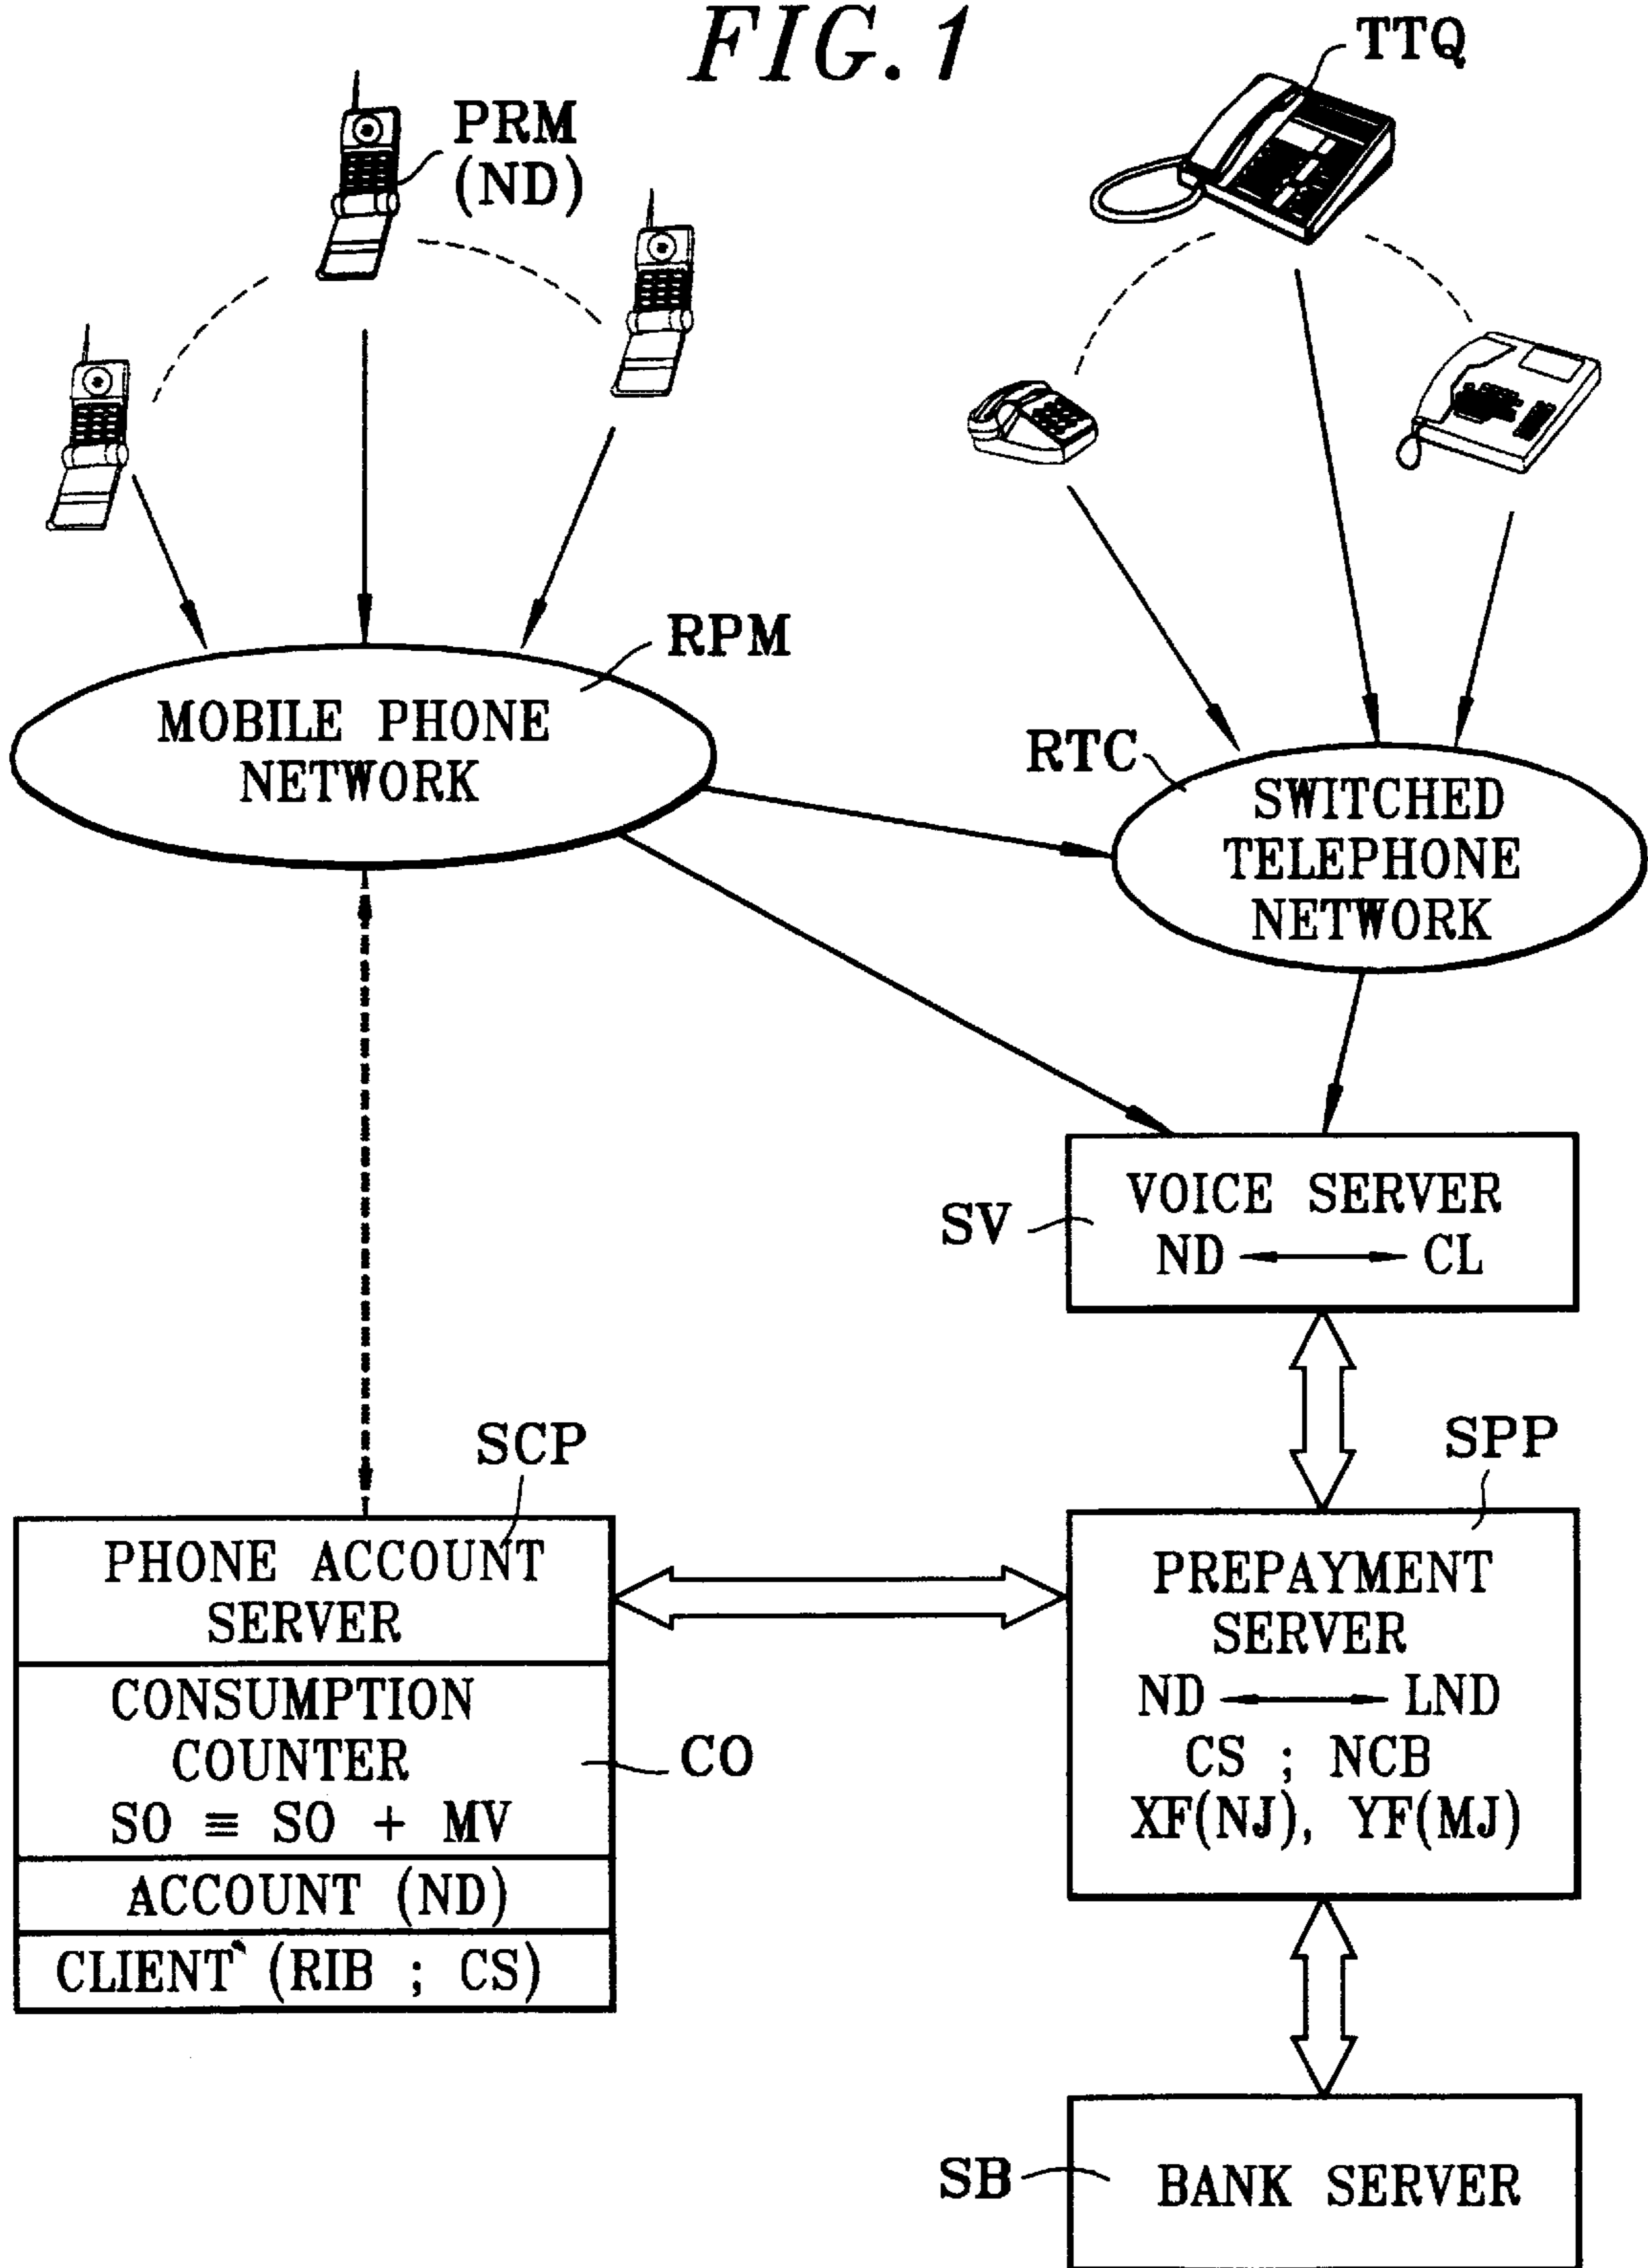 FIG. 1
TTQ
PRM
(ND)
RPM
MOBILE PHONE
NETWORK
RTC
SWITCHED
TELEPHONE
NETWORK
SV
VOICE SERVER
ND CL
SCP
SPP
PHONE ACCOUNT
SERVER
CONSUMPTION
COUNTER
SO ≡ SO + MV
CO
ACCOUNT (ND)
CLIENT (RIB ; CS)
PREPAYMENT
SERVER
ND LND
CS ; NCB
XF(NJ), YF(MJ)
SB
BANK SERVER